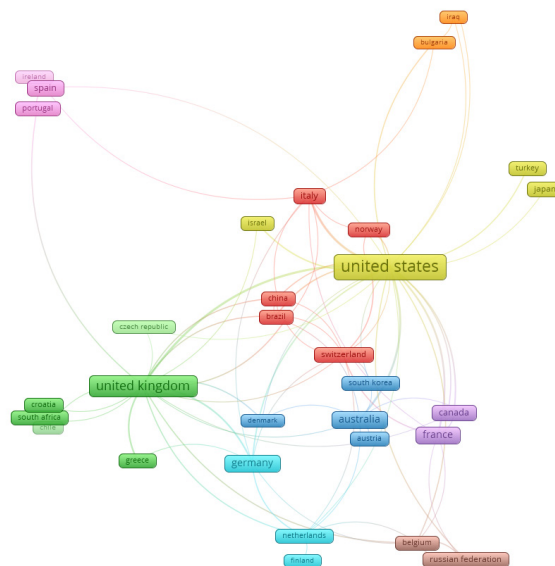 iraq
bulgaria
ireland
spain
portugal
turkey
japan
italy
israel
norway
united states
china
brazil
czech republic
switzerland
united kingdom
south korea
croatia
south africa
chile
denmark
australia
canada
austria
france
greece
germany
netherlands
belgium
finland
russian federation